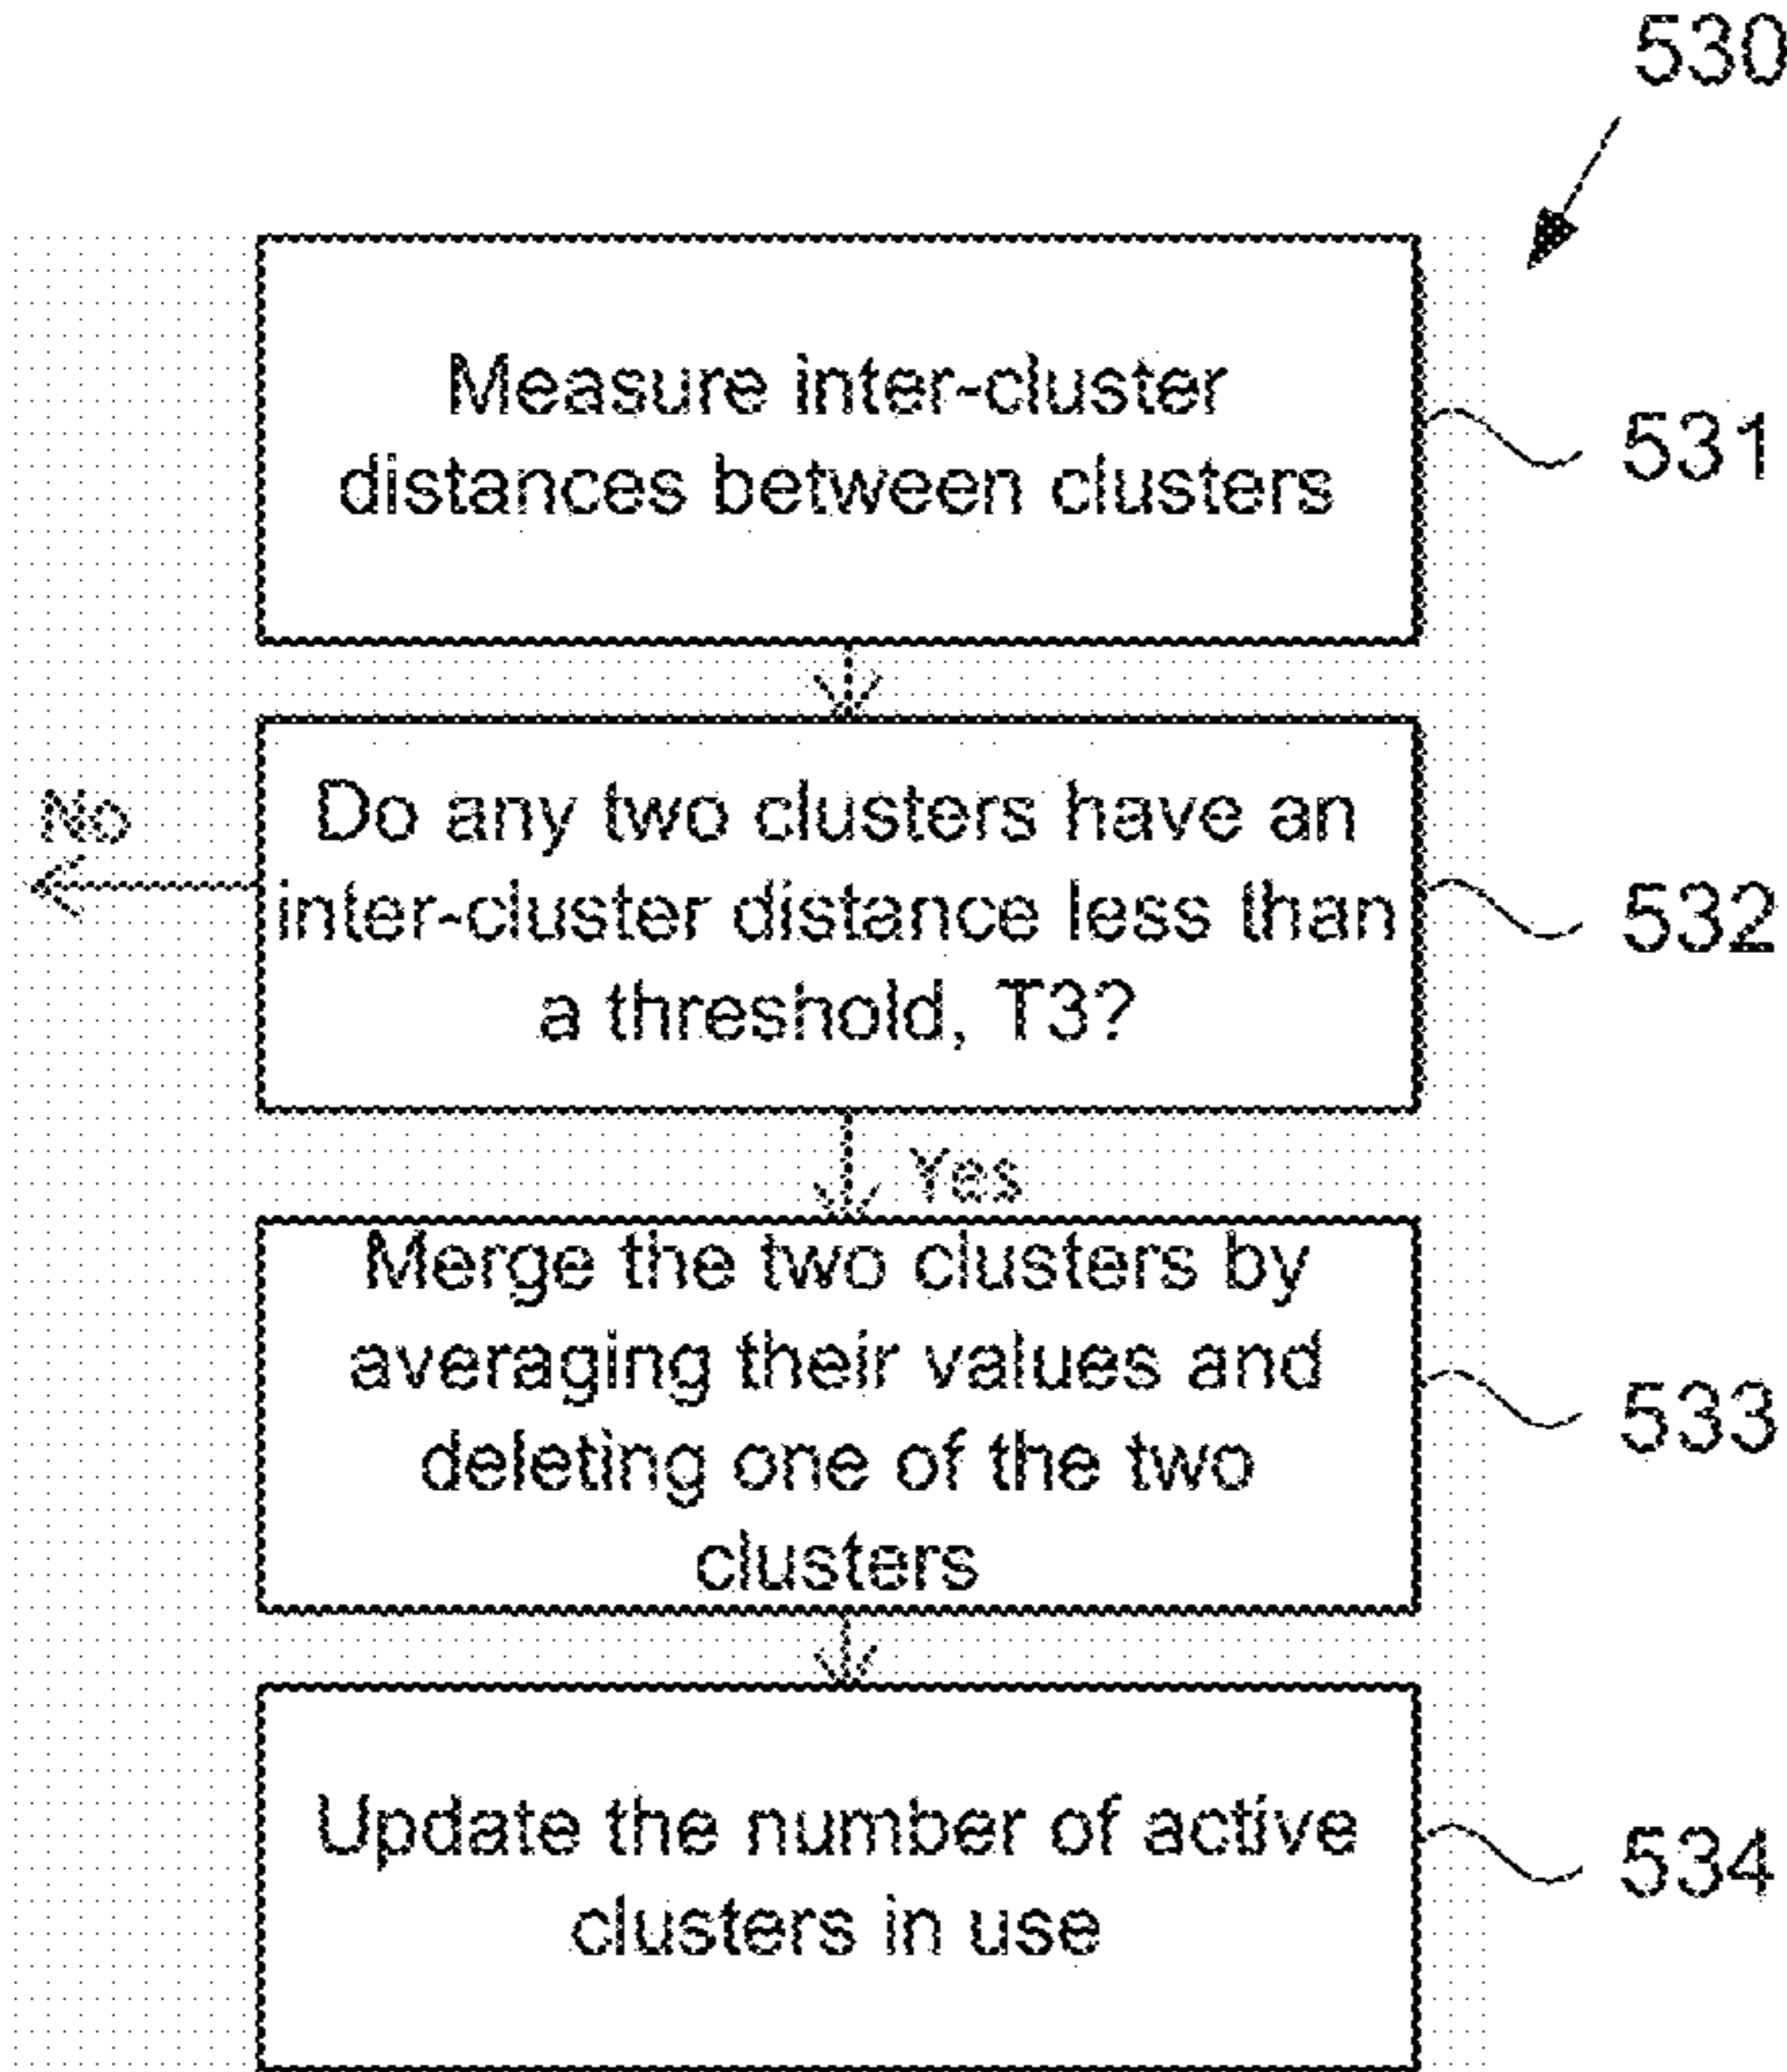 530
Measure inter-cluster
distances between clusters
531
Do any two clusters have an
inter-cluster distance less than
a threshold, T3?
No
532
Yes
Merge the two clusters by
averaging their values and
deleting one of the two
clusters
533
Update the number of active
clusters in use
534